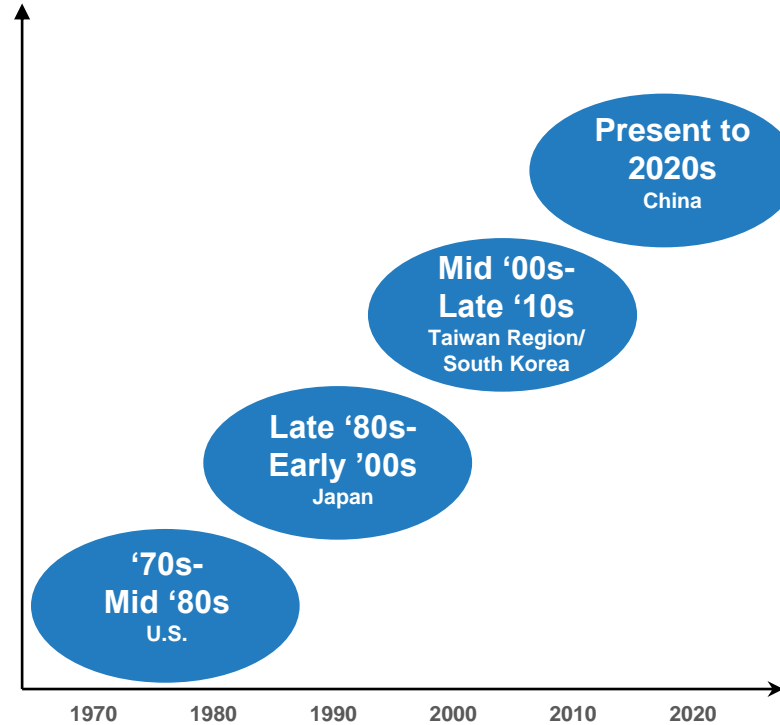 Present to
2020s
China
Mid ‘00s-
Late ‘10s
Taiwan Region/
South Korea
Late ‘80s-
Early ’00s
Japan
‘70s-
Mid ‘80s
U.S.
1970 1980 1990 2000 2010 2020